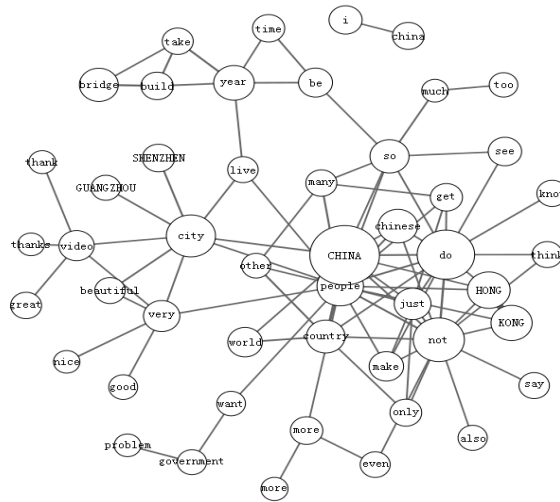 i
time
china
take
year
be
bridge
build
much
too
SHENZHEN
so
see
thank
live
GUANGZHOU
many
get
chinese
city
thanks
video
CHINA
do
think
other
people
HONG
beautiful
great
just
very
KONG
country
world
not
nice
make
good
say
want
only
more
also
problem
government
even
more